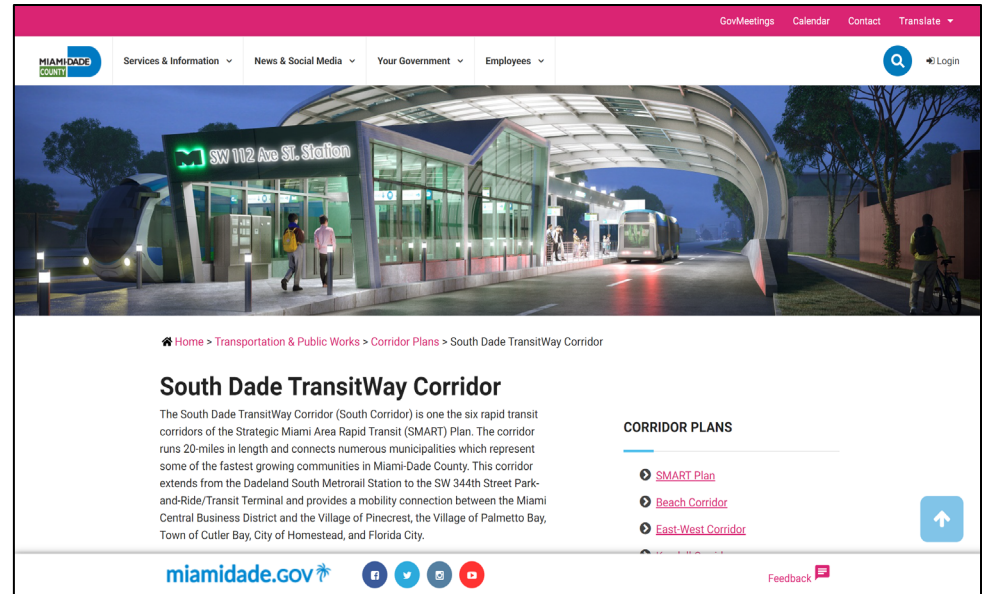 GovMeetings Calendar Contact Translate
MIAMI-DADE
COUNTY
Services & Information News & Social Media Your Government Employees Login
M SW 112 Ave ST. Station
Home > Transportation & Public Works > Corridor Plans > South Dade TransitWay Corridor
South Dade TransitWay Corridor
The South Dade TransitWay Corridor (South Corridor) is one the six rapid transit
corridors of the Strategic Miami Area Rapid Transit (SMART) Plan. The corridor
runs 20-miles in length and connects numerous municipalities which represent
some of the fastest growing communities in Miami-Dade County. This corridor
extends from the Dadeland South Metrorail Station to the SW 344th Street Park-
and-Ride/Transit Terminal and provides a mobility connection between the Miami
Central Business District and the Village of Pinecrest, the Village of Palmetto Bay,
Town of Cutler Bay, City of Homestead, and Florida City.
CORRIDOR PLANS
SMART Plan
Beach Corridor
East-West Corridor
miamidade.gov
Feedback